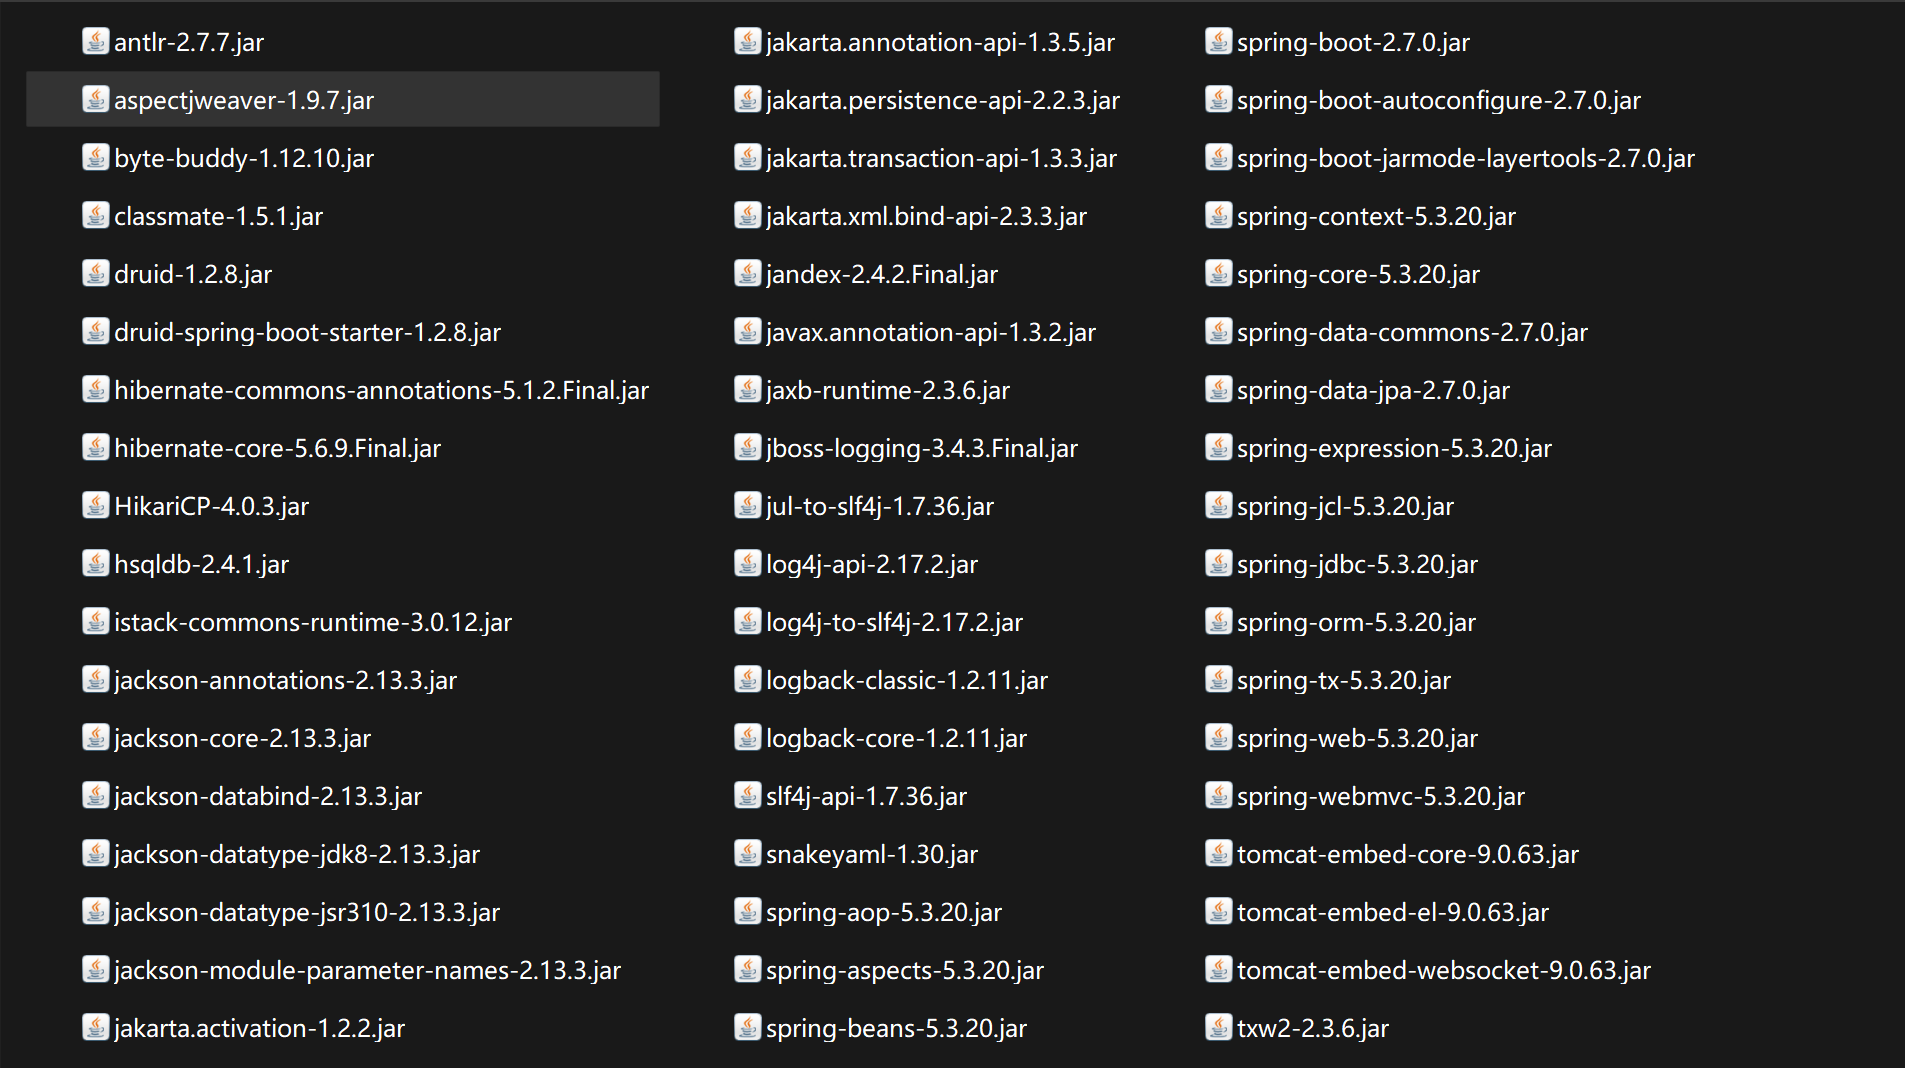 antlr-2.7.7.jar
aspectjweaver-1.9.7.jar
byte-buddy-1.12.10.jar
classmate-1.5.1.jar
druid-1.2.8.jar
druid-spring-boot-starter-1.2.8.jar
hibernate-commons-annotations-5.1.2.Final.jar
hibernate-core-5.6.9.Final.jar
HikariCP-4.0.3.jar
hsqldb-2.4.1.jar
istack-commons-runtime-3.0.12.jar
jackson-annotations-2.13.3.jar
jackson-core-2.13.3.jar
jackson-databind-2.13.3.jar
jackson-datatype-jdk8-2.13.3.jar
jackson-datatype-jsr310-2.13.3.jar
jackson-module-parameter-names-2.13.3.jar
jakarta.activation-1.2.2.jar
jakarta.annotation-api-1.3.5.jar
jakarta.persistence-api-2.2.3.jar
jakarta.transaction-api-1.3.3.jar
jakarta.xml.bind-api-2.3.3.jar
jandex-2.4.2.Final.jar
javax.annotation-api-1.3.2.jar
jaxb-runtime-2.3.6.jar
jboss-logging-3.4.3.Final.jar
jul-to-slf4j-1.7.36.jar
log4j-api-2.17.2.jar
log4j-to-slf4j-2.17.2.jar
logback-classic-1.2.11.jar
logback-core-1.2.11.jar
slf4j-api-1.7.36.jar
snakeyaml-1.30.jar
spring-aop-5.3.20.jar
spring-aspects-5.3.20.jar
spring-beans-5.3.20.jar
spring-boot-2.7.0.jar
spring-boot-autoconfigure-2.7.0.jar
spring-boot-jarmode-layertools-2.7.0.jar
spring-context-5.3.20.jar
spring-core-5.3.20.jar
spring-data-commons-2.7.0.jar
spring-data-jpa-2.7.0.jar
spring-expression-5.3.20.jar
spring-jcl-5.3.20.jar
spring-jdbc-5.3.20.jar
spring-orm-5.3.20.jar
spring-tx-5.3.20.jar
spring-web-5.3.20.jar
spring-webmvc-5.3.20.jar
tomcat-embed-core-9.0.63.jar
tomcat-embed-el-9.0.63.jar
tomcat-embed-websocket-9.0.63.jar
txw2-2.3.6.jar